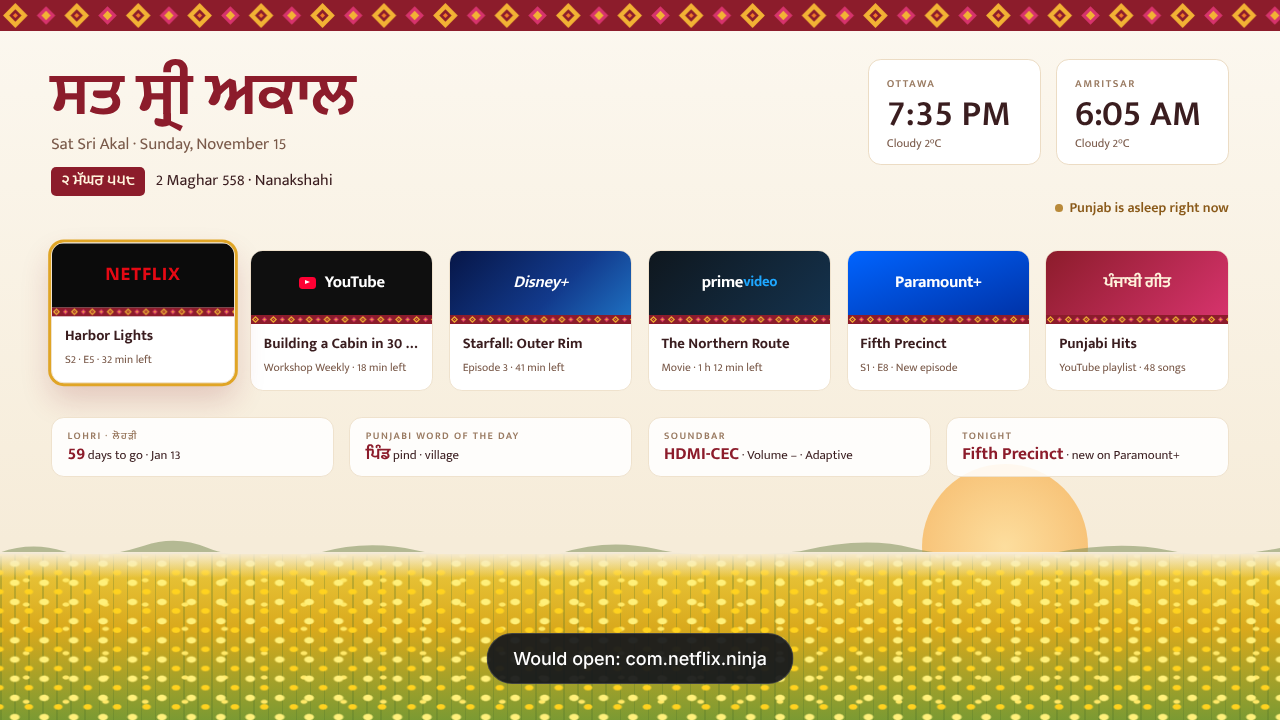 ਸਤ ਸ੍ਰੀ ਅਕਾਲ
Sat Sri Akal · Sunday, November 15
੨ ਮੱਘਰ ੫੫੮ 2 Maghar 558 · Nanakshahi
OTTAWA
7:35 PM
Cloudy 2°C
AMRITSAR
6:05 AM
Cloudy 2°C
Punjab is asleep right now
NETFLIX
Harbor Lights
S2 · E5 · 32 min left
YouTube
Building a Cabin in 30 ...
Workshop Weekly · 18 min left
Disney+
Starfall: Outer Rim
Episode 3 · 41 min left
primevideo
The Northern Route
Movie · 1 h 12 min left
Paramount+
Fifth Precinct
S1 · E8 · New episode
ਪੰਜਾਬੀ ਗੀਤ
Punjabi Hits
YouTube playlist · 48 songs
LOHRI · ਲੋਹੜੀ
59 days to go · Jan 13
PUNJABI WORD OF THE DAY
ਪਿੰਡ pind · village
SOUNDBAR
HDMI-CEC · Volume – · Adaptive
TONIGHT
Fifth Precinct · new on Paramount+
Would open: com.netflix.ninja